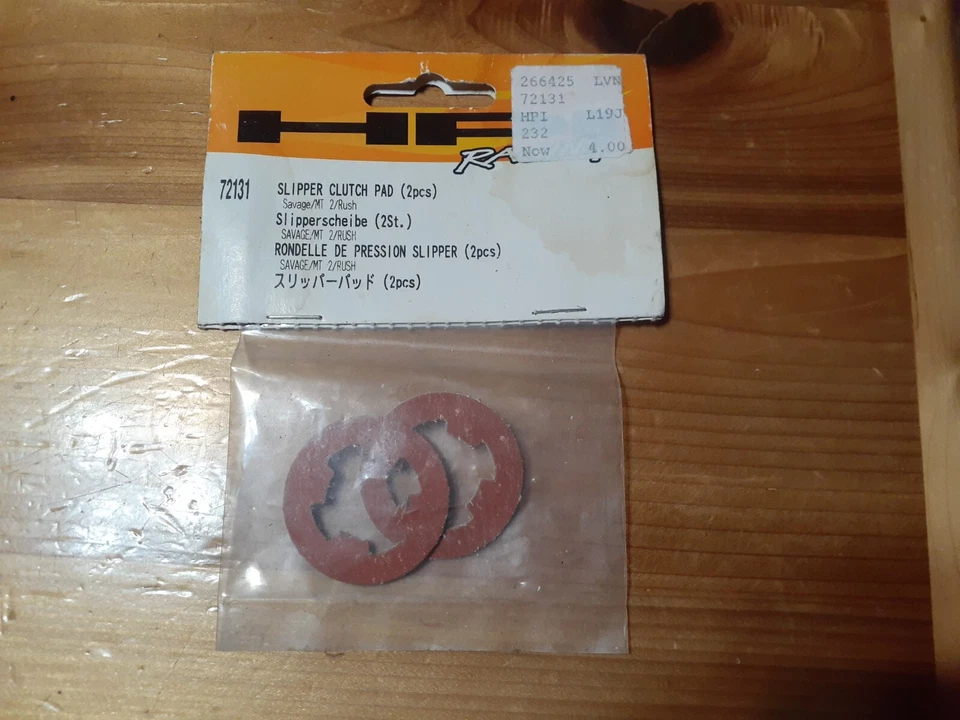 266425 LVN
72131
HPI L19J
232
Now 4.00
72131 SLIPPER CLUTCH PAD (2pcs)
Savage/MT 2/Rush
Slipperscheibe (2St.)
SAVAGE/MT 2/RUSH
RONDELLE DE PRESSION SLIPPER (2pcs)
SAVAGE/MT 2/RUSH
スリッパーパッド (2pcs)